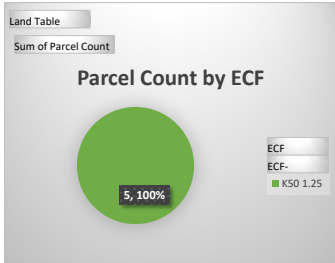 Land Table
Sum of Parcel Count
Parcel Count by ECF
5, 100%
ECF
ECF-
K50 1.25